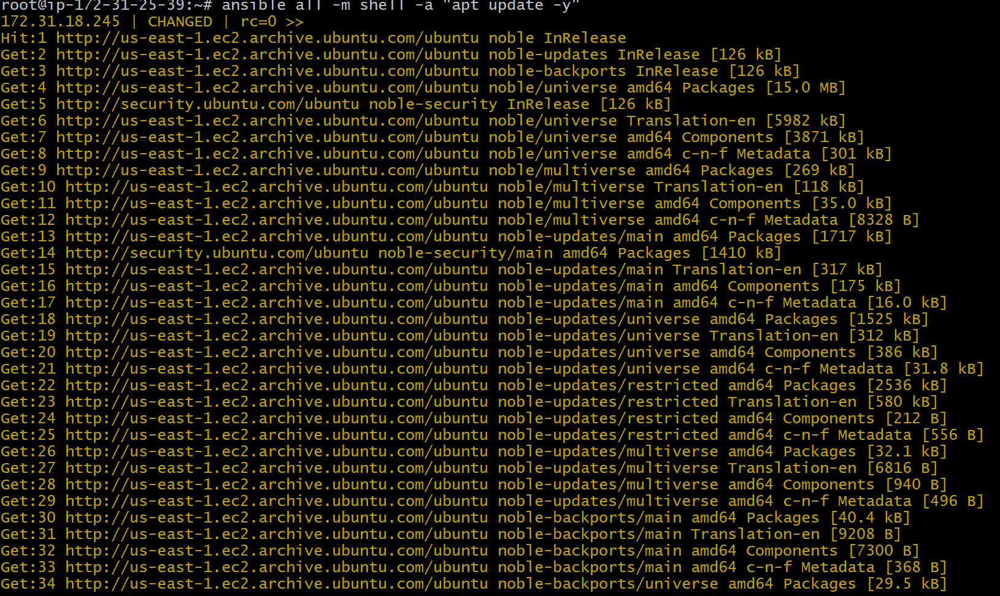 root@ip-172-31-25-39:~# ansible all -m shell -a "apt update -y"
172.31.18.245 | CHANGED | rc=0 >>
Hit:1 http://us-east-1.ec2.archive.ubuntu.com/ubuntu noble InRelease
Get:2 http://us-east-1.ec2.archive.ubuntu.com/ubuntu noble-updates InRelease [126 kB]
Get:3 http://us-east-1.ec2.archive.ubuntu.com/ubuntu noble-backports InRelease [126 kB]
Get:4 http://us-east-1.ec2.archive.ubuntu.com/ubuntu noble/universe amd64 Packages [15.0 MB]
Get:5 http://security.ubuntu.com/ubuntu noble-security InRelease [126 kB]
Get:6 http://us-east-1.ec2.archive.ubuntu.com/ubuntu noble/universe Translation-en [5982 kB]
Get:7 http://us-east-1.ec2.archive.ubuntu.com/ubuntu noble/universe amd64 Components [3871 kB]
Get:8 http://us-east-1.ec2.archive.ubuntu.com/ubuntu noble/universe amd64 c-n-f Metadata [301 kB]
Get:9 http://us-east-1.ec2.archive.ubuntu.com/ubuntu noble/multiverse amd64 Packages [269 kB]
Get:10 http://us-east-1.ec2.archive.ubuntu.com/ubuntu noble/multiverse Translation-en [118 kB]
Get:11 http://us-east-1.ec2.archive.ubuntu.com/ubuntu noble/multiverse amd64 Components [35.0 kB]
Get:12 http://us-east-1.ec2.archive.ubuntu.com/ubuntu noble/multiverse amd64 c-n-f Metadata [8328 B]
Get:13 http://us-east-1.ec2.archive.ubuntu.com/ubuntu noble-updates/main amd64 Packages [1717 kB]
Get:14 http://security.ubuntu.com/ubuntu noble-security/main amd64 Packages [1410 kB]
Get:15 http://us-east-1.ec2.archive.ubuntu.com/ubuntu noble-updates/main Translation-en [317 kB]
Get:16 http://us-east-1.ec2.archive.ubuntu.com/ubuntu noble-updates/main amd64 Components [175 kB]
Get:17 http://us-east-1.ec2.archive.ubuntu.com/ubuntu noble-updates/main amd64 c-n-f Metadata [16.0 kB]
Get:18 http://us-east-1.ec2.archive.ubuntu.com/ubuntu noble-updates/universe amd64 Packages [1525 kB]
Get:19 http://us-east-1.ec2.archive.ubuntu.com/ubuntu noble-updates/universe Translation-en [312 kB]
Get:20 http://us-east-1.ec2.archive.ubuntu.com/ubuntu noble-updates/universe amd64 Components [386 kB]
Get:21 http://us-east-1.ec2.archive.ubuntu.com/ubuntu noble-updates/universe amd64 c-n-f Metadata [31.8 kB]
Get:22 http://us-east-1.ec2.archive.ubuntu.com/ubuntu noble-updates/restricted amd64 Packages [2536 kB]
Get:23 http://us-east-1.ec2.archive.ubuntu.com/ubuntu noble-updates/restricted Translation-en [580 kB]
Get:24 http://us-east-1.ec2.archive.ubuntu.com/ubuntu noble-updates/restricted amd64 Components [212 B]
Get:25 http://us-east-1.ec2.archive.ubuntu.com/ubuntu noble-updates/restricted amd64 c-n-f Metadata [556 B]
Get:26 http://us-east-1.ec2.archive.ubuntu.com/ubuntu noble-updates/multiverse amd64 Packages [32.1 kB]
Get:27 http://us-east-1.ec2.archive.ubuntu.com/ubuntu noble-updates/multiverse Translation-en [6816 B]
Get:28 http://us-east-1.ec2.archive.ubuntu.com/ubuntu noble-updates/multiverse amd64 Components [940 B]
Get:29 http://us-east-1.ec2.archive.ubuntu.com/ubuntu noble-updates/multiverse amd64 c-n-f Metadata [496 B]
Get:30 http://us-east-1.ec2.archive.ubuntu.com/ubuntu noble-backports/main amd64 Packages [40.4 kB]
Get:31 http://us-east-1.ec2.archive.ubuntu.com/ubuntu noble-backports/main Translation-en [9208 B]
Get:32 http://us-east-1.ec2.archive.ubuntu.com/ubuntu noble-backports/main amd64 Components [7300 B]
Get:33 http://us-east-1.ec2.archive.ubuntu.com/ubuntu noble-backports/main amd64 c-n-f Metadata [368 B]
Get:34 http://us-east-1.ec2.archive.ubuntu.com/ubuntu noble-backports/universe amd64 Packages [29.5 kB]